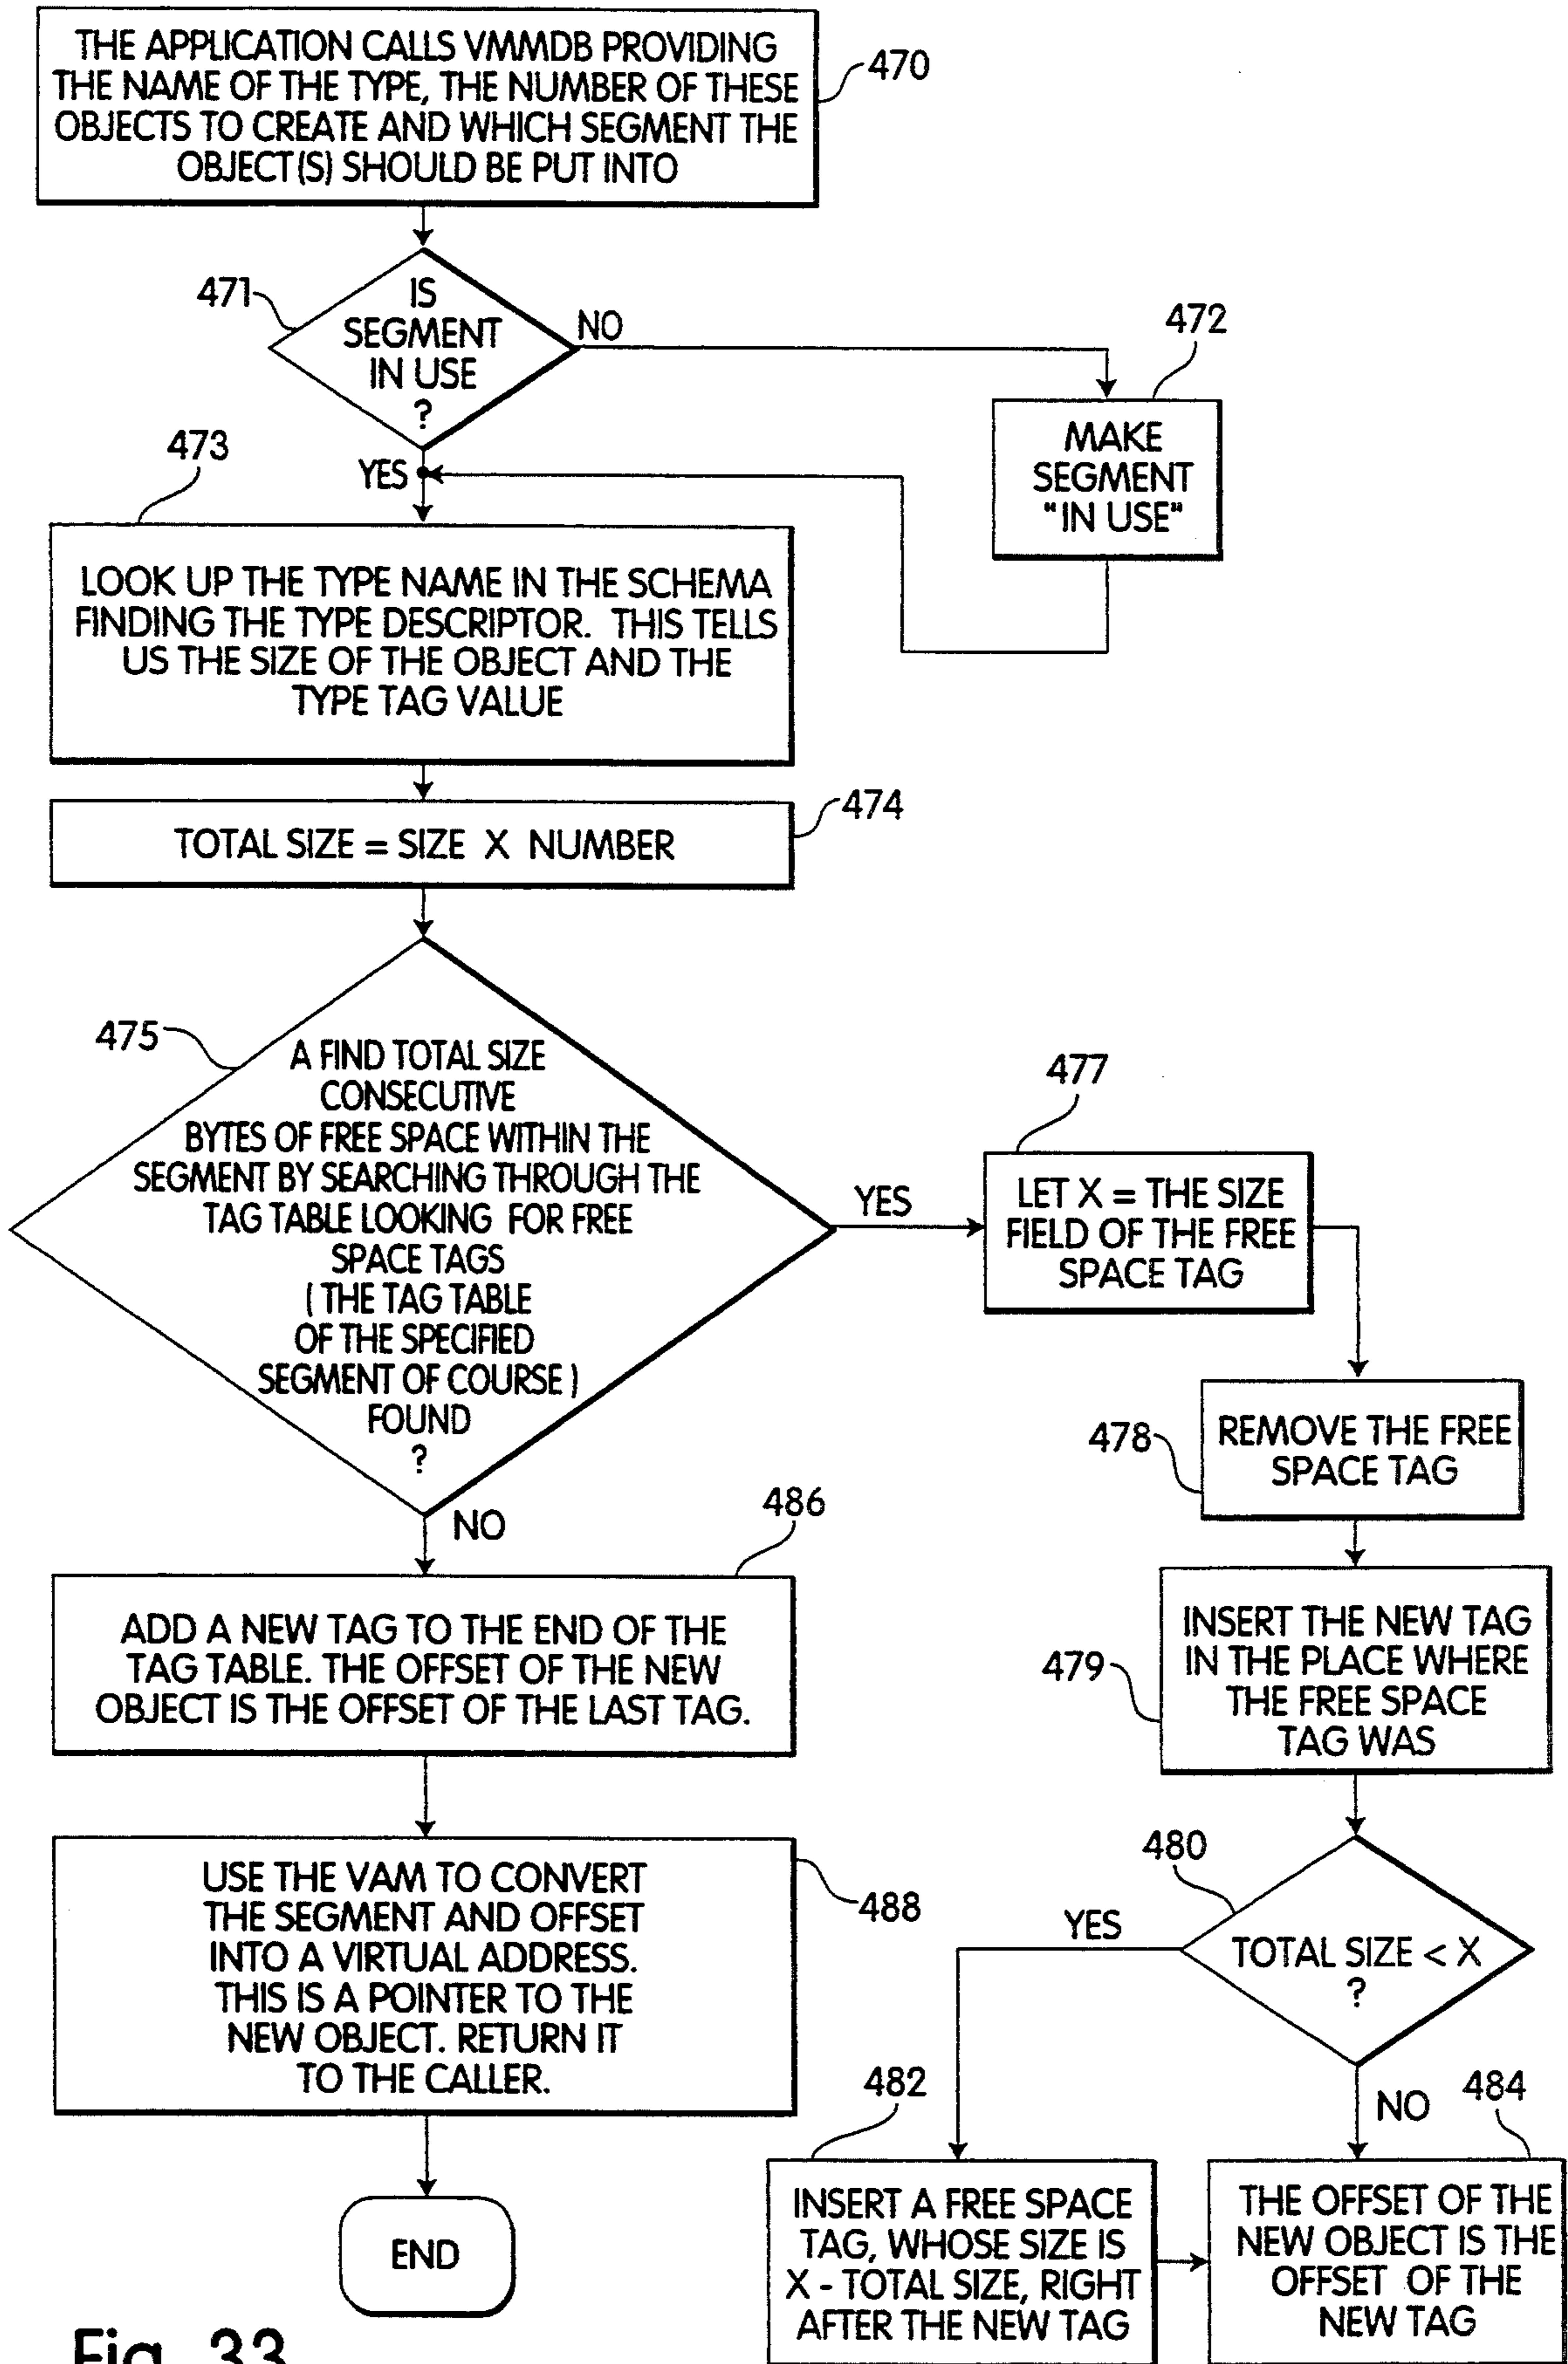 THE APPLICATION CALLS VMMDB PROVIDING
THE NAME OF THE TYPE, THE NUMBER OF THESE
OBJECTS TO CREATE AND WHICH SEGMENT THE
OBJECT(S) SHOULD BE PUT INTO
470
471
IS
SEGMENT
IN USE
?
NO
472
MAKE
SEGMENT
"IN USE"
YES
473
LOOK UP THE TYPE NAME IN THE SCHEMA
FINDING THE TYPE DESCRIPTOR. THIS TELLS
US THE SIZE OF THE OBJECT AND THE
TYPE TAG VALUE
474
TOTAL SIZE = SIZE X NUMBER
475
A FIND TOTAL SIZE
CONSECUTIVE
BYTES OF FREE SPACE WITHIN THE
SEGMENT BY SEARCHING THROUGH THE
TAG TABLE LOOKING FOR FREE
SPACE TAGS
( THE TAG TABLE
OF THE SPECIFIED
SEGMENT OF COURSE )
FOUND
?
YES
477
LET X = THE SIZE
FIELD OF THE FREE
SPACE TAG
478
REMOVE THE FREE
SPACE TAG
479
INSERT THE NEW TAG
IN THE PLACE WHERE
THE FREE SPACE
TAG WAS
480
TOTAL SIZE < X
?
YES
NO
482
INSERT A FREE SPACE
TAG, WHOSE SIZE IS
X - TOTAL SIZE, RIGHT
AFTER THE NEW TAG
484
THE OFFSET OF THE
NEW OBJECT IS THE
OFFSET OF THE
NEW TAG
NO
486
ADD A NEW TAG TO THE END OF THE
TAG TABLE. THE OFFSET OF THE NEW
OBJECT IS THE OFFSET OF THE LAST TAG.
488
USE THE VAM TO CONVERT
THE SEGMENT AND OFFSET
INTO A VIRTUAL ADDRESS.
THIS IS A POINTER TO THE
NEW OBJECT. RETURN IT
TO THE CALLER.
END
Fig. 33